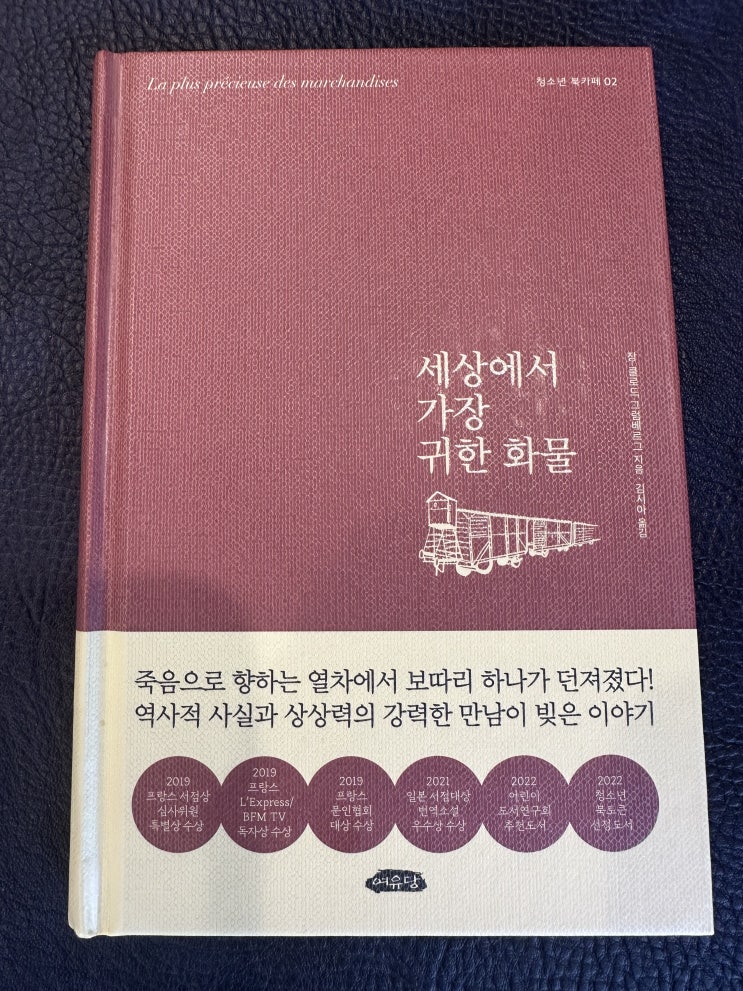 La plus précieuse des marchandises
청소년 북카페 02
세상에서
가장
귀한 화물
장-클로드 그럼베르그 지음·김시아 옮김
죽음으로 향하는 열차에서 보따리 하나가 던져졌다!
역사적 사실과 상상력의 강력한 만남이 빚은 이야기
2019
프랑스 서점상
심사위원
특별상 수상
2019
프랑스
L'Express/
BFM TV
독자상 수상
2019
프랑스
문인협회
대상 수상
2021
일본 서점대상
번역소설
우수상 수상
2022
어린이
도서연구회
추천도서
2022
청소년
북토큰
선정도서
여유당